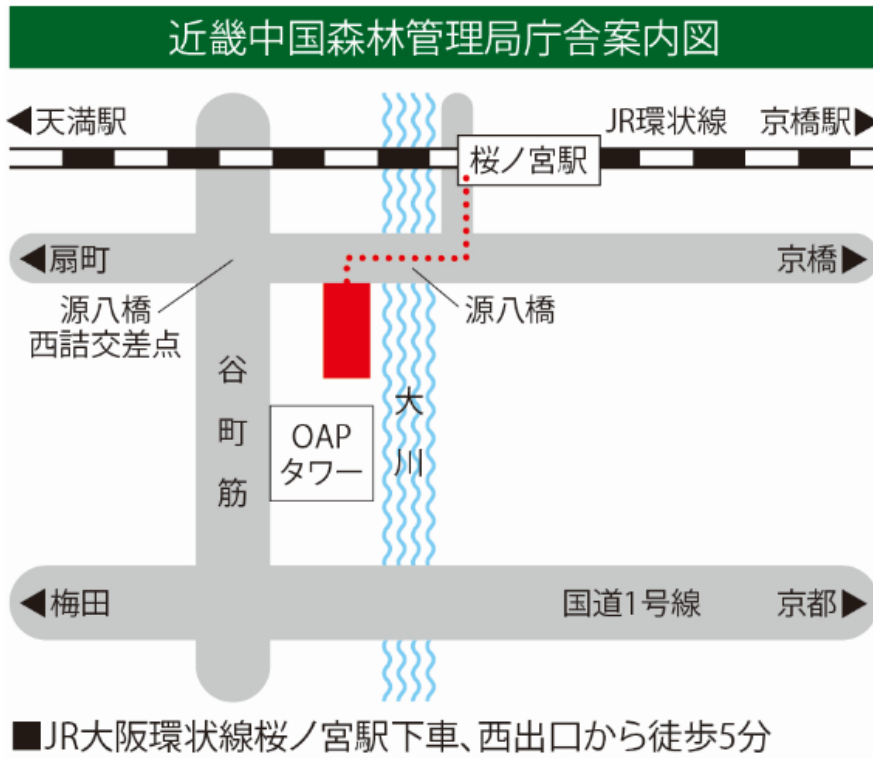 近畿中国森林管理局庁舎案内図
◀天満駅
JR環状線
京橋駅▶
桜ノ宮駅
◀扇町
京橋▶
源八橋
西詰交差点
源八橋
谷町筋
大川
OAP
タワー
◀梅田
国道1号線
京都▶
■JR大阪環状線桜ノ宮駅下車、西出口から徒歩5分